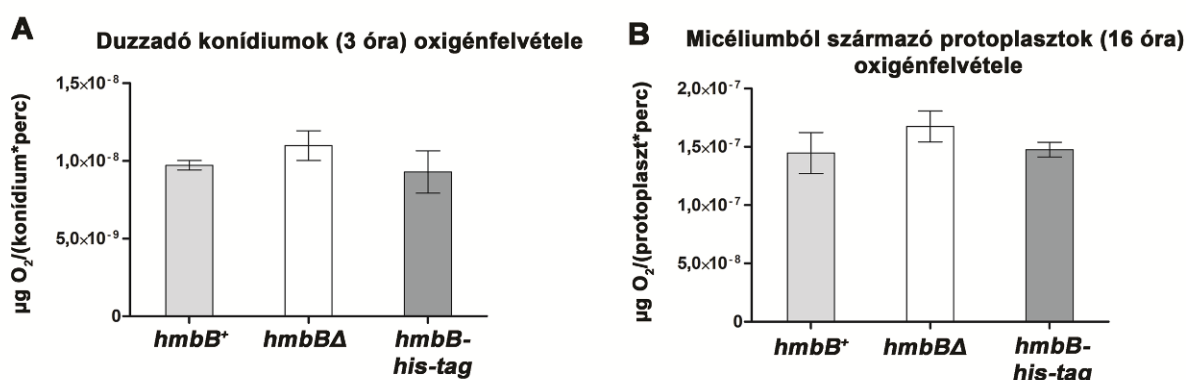 A
Duzzadó konídiumok (3 óra) oxigénfelvétele
µg O₂/(konídium*perc)
1,5×10⁻⁸
1,0×10⁻⁸
5,0×10⁻⁹
0
hmbB⁺
hmbBΔ
hmbB-
his-tag
B
Micéliumból származó protoplasztok (16 óra)
oxigénfelvétele
µg O₂/(protoplaszt*perc)
2,0×10⁻⁷
1,5×10⁻⁷
1,0×10⁻⁷
5,0×10⁻⁸
0
hmbB⁺
hmbBΔ
hmbB-
his-tag